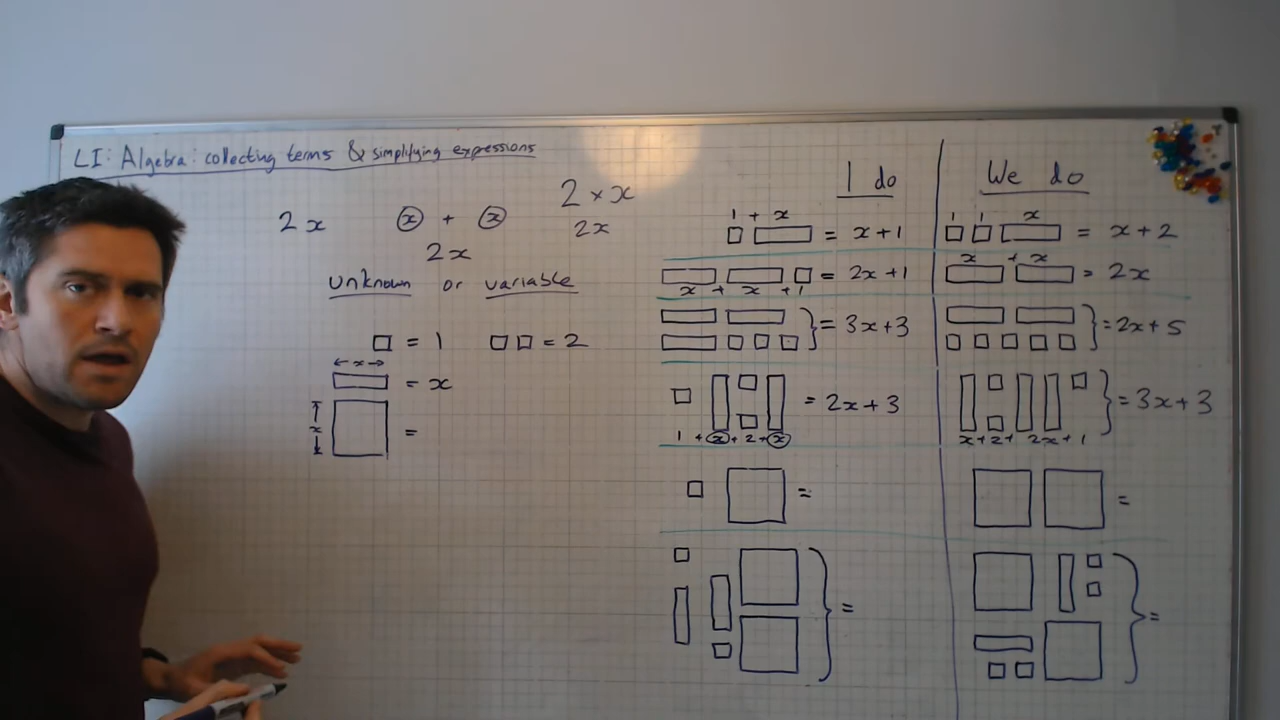 LI: Algebra: collecting terms & simplifying expressions
2x
x + x
2 × x
2x
2x
unknown or variable
= 1
= 2
← x →
= x
x
=
I do
1 + x
= x+1
= 2x+1
x + x + 1
= 3x+3
= 2x+3
1 + x + 2 + x
=
=
We do
1 1 x
= x+2
x + x
= 2x
= 2x+5
= 3x+3
x+2+ 2x+1
=
=